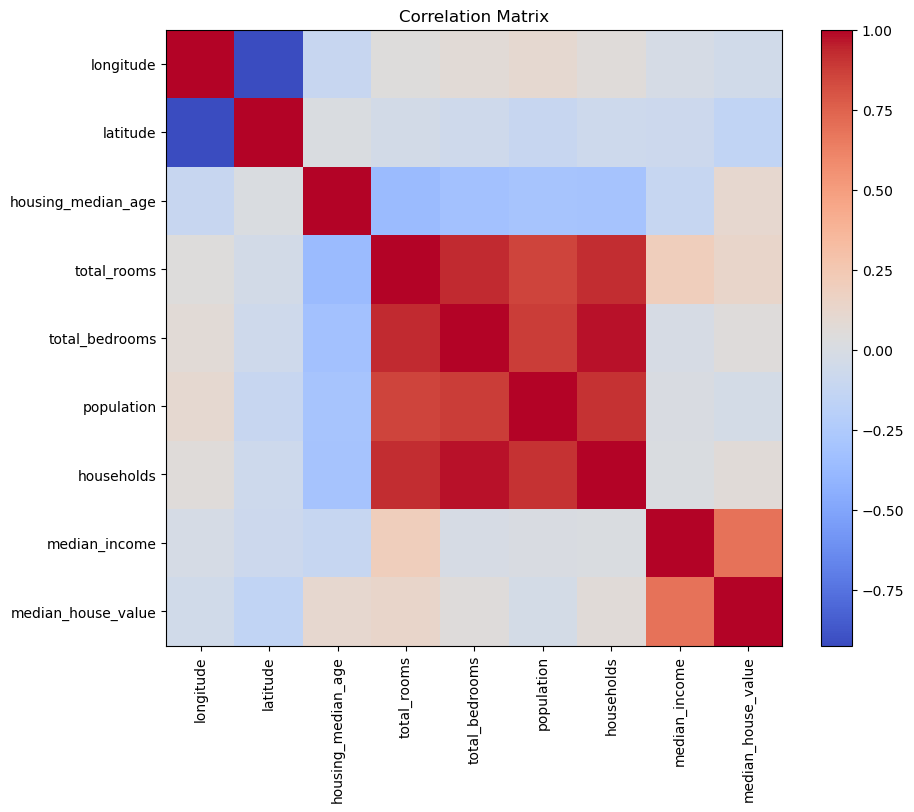 Correlation Matrix
longitude
latitude
housing_median_age
total_rooms
total_bedrooms
population
households
median_income
median_house_value
longitude
latitude
housing_median_age
total_rooms
total_bedrooms
population
households
median_income
median_house_value
1.00
0.75
0.50
0.25
0.00
−0.25
−0.50
−0.75